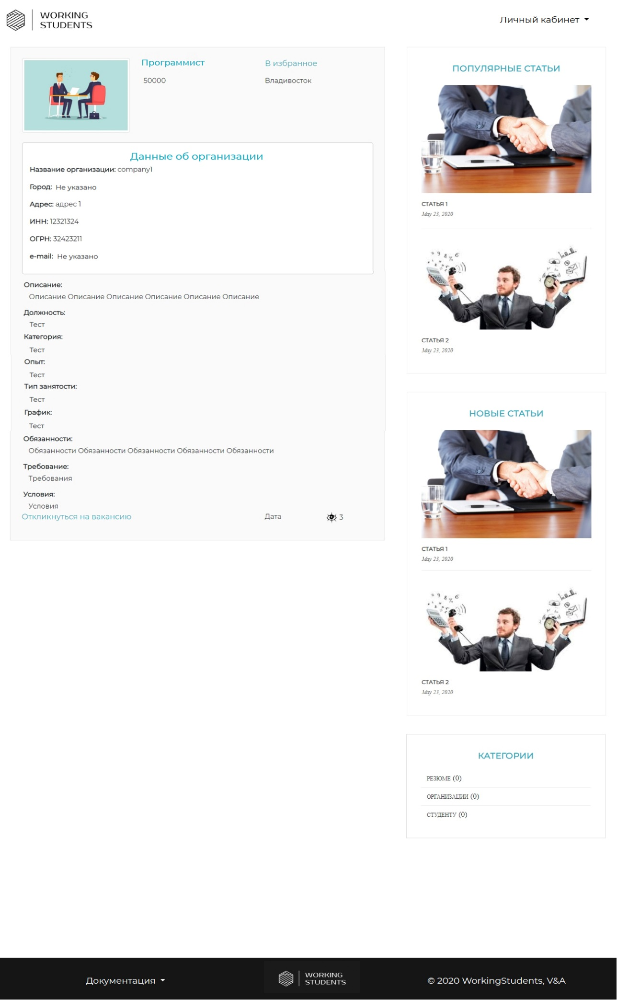 WORKING
STUDENTS
Личный кабинет
Программист
В избранное
50000
Владивосток
Данные об организации
Название организации: company1
Город: Не указано
Адрес: адрес 1
ИНН: 12321324
ОГРН: 32423211
e-mail: Не указано
Описание:
Описание Описание Описание Описание Описание Описание
Должность:
Тест
Категория:
Тест
Опыт:
Тест
Тип занятости:
Тест
График:
Тест
Обязанности:
Обязанности Обязанности Обязанности Обязанности Обязанности
Требование:
Требования
Условия:
Условия
Откликнуться на вакансию
Дата
3
ПОПУЛЯРНЫЕ СТАТЬИ
СТАТЬЯ 1
May 23, 2020
СТАТЬЯ 2
May 23, 2020
НОВЫЕ СТАТЬИ
СТАТЬЯ 1
May 23, 2020
СТАТЬЯ 2
May 23, 2020
КАТЕГОРИИ
РЕЗЮМЕ (0)
ОРГАНИЗАЦИИ (0)
СТУДЕНТУ (0)
Документация
WORKING
STUDENTS
© 2020 WorkingStudents, V&A